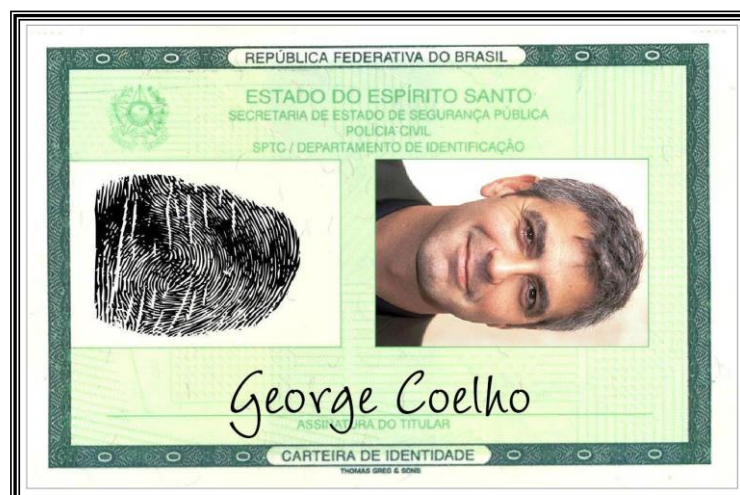 REPÚBLICA FEDERATIVA DO BRASIL
ESTADO DO ESPÍRITO SANTO
SECRETARIA DE ESTADO DE SEGURANÇA PÚBLICA
POLÍCIA CIVIL
SPTC / DEPARTAMENTO DE IDENTIFICAÇÃO
George Coelho
ASSINATURA DO TITULAR
CARTEIRA DE IDENTIDADE
THOMAS GREG & SONS